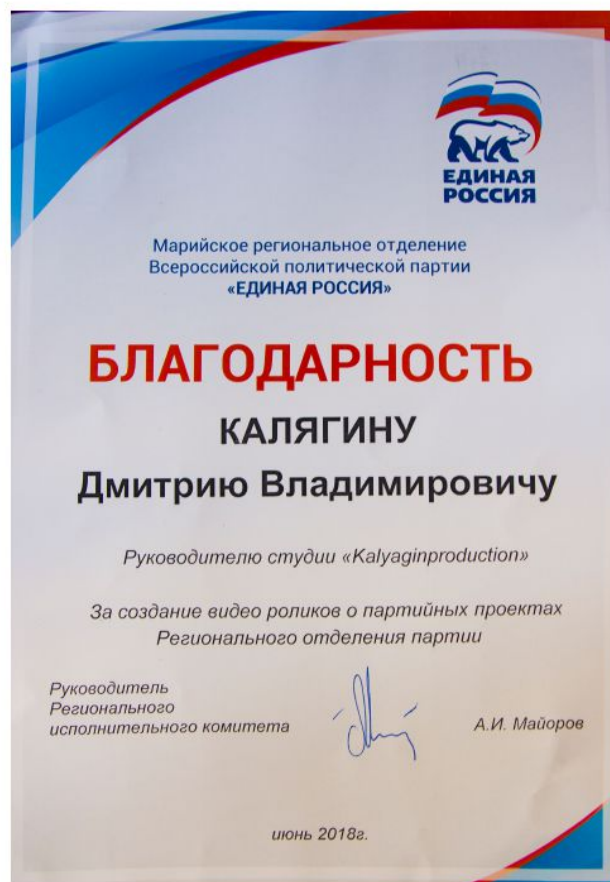 ЕДИНАЯ
РОССИЯ
Марийское региональное отделение
Всероссийской политической партии
«ЕДИНАЯ РОССИЯ»
БЛАГОДАРНОСТЬ
КАЛЯГИНУ
Дмитрию Владимировичу
Руководителю студии «Kalyaginproduction»
За создание видео роликов о партийных проектах
Регионального отделения партии
Руководитель
Регионального
исполнительного комитета
А.И. Майоров
июнь 2018г.